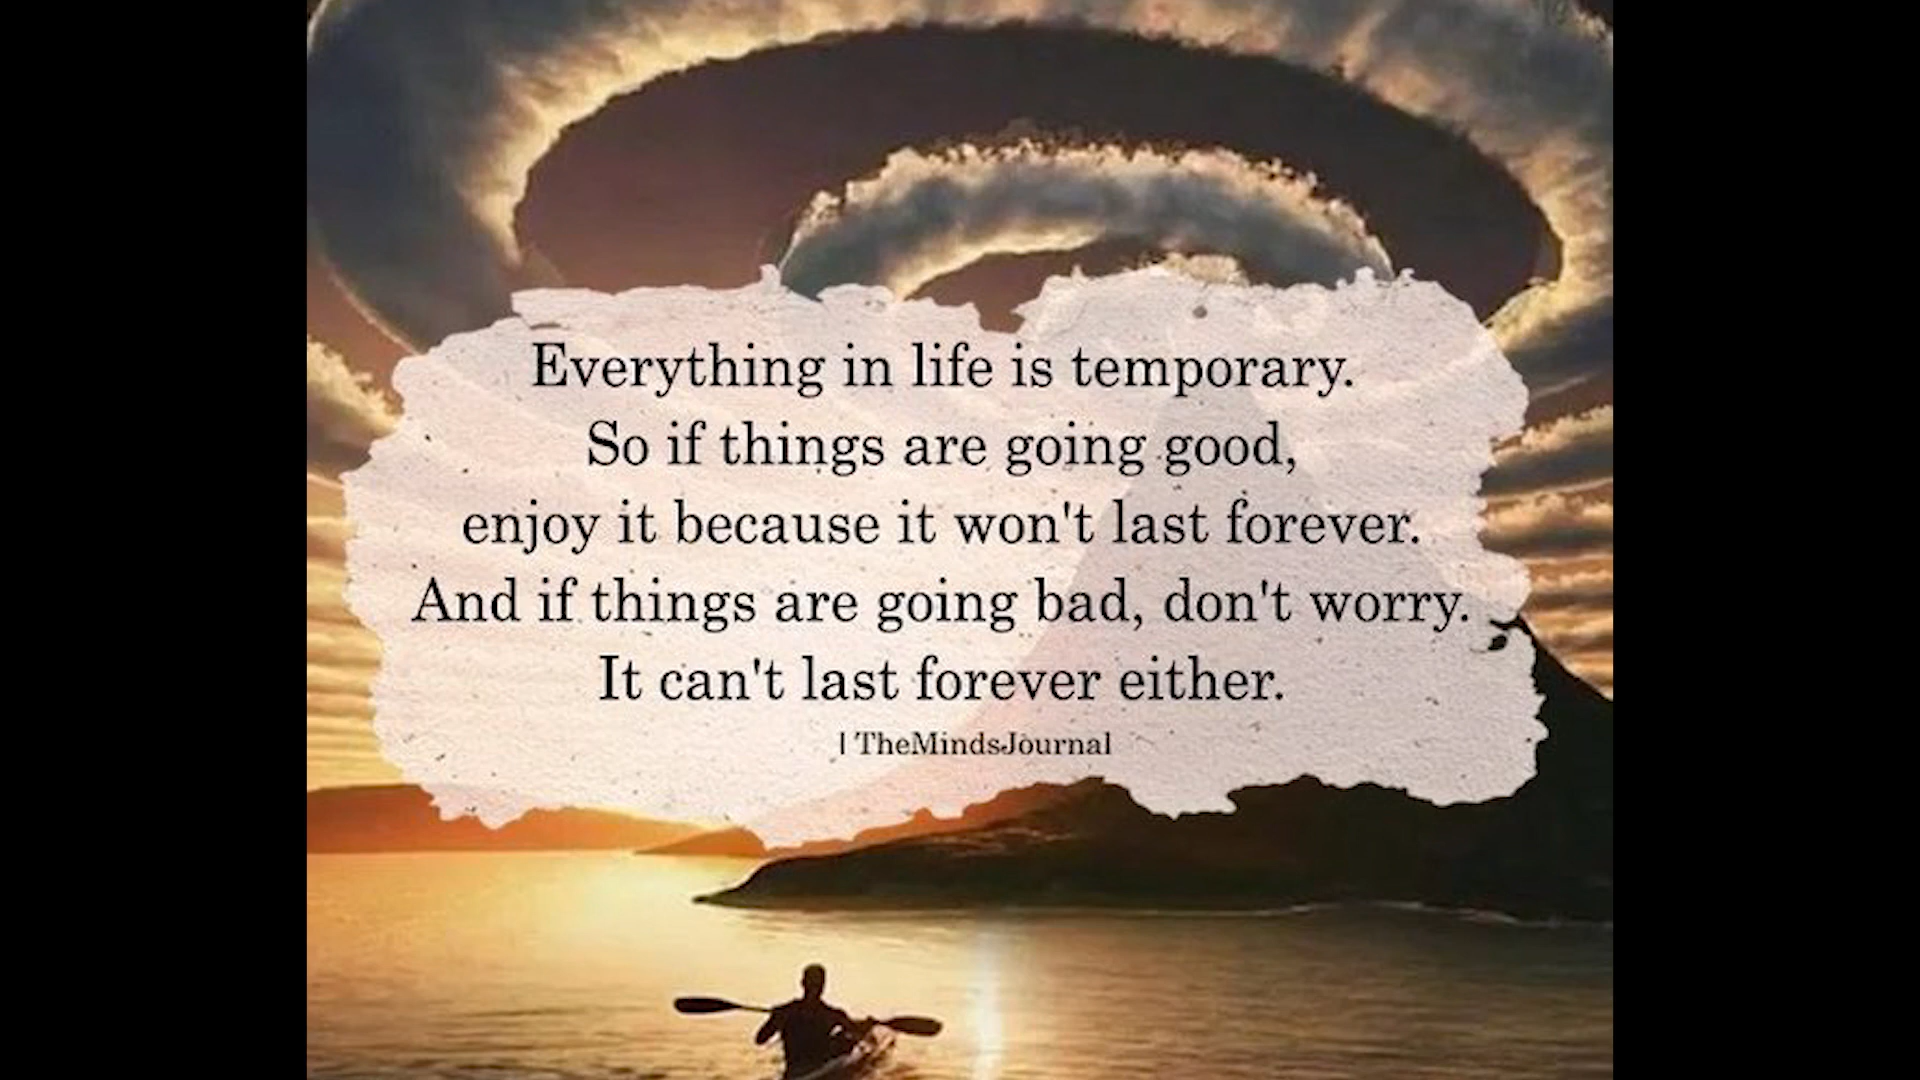 Everything in life is temporary.
So if things are going good,
enjoy it because it won't last forever.
And if things are going bad, don't worry.
It can't last forever either.
| TheMindsJournal